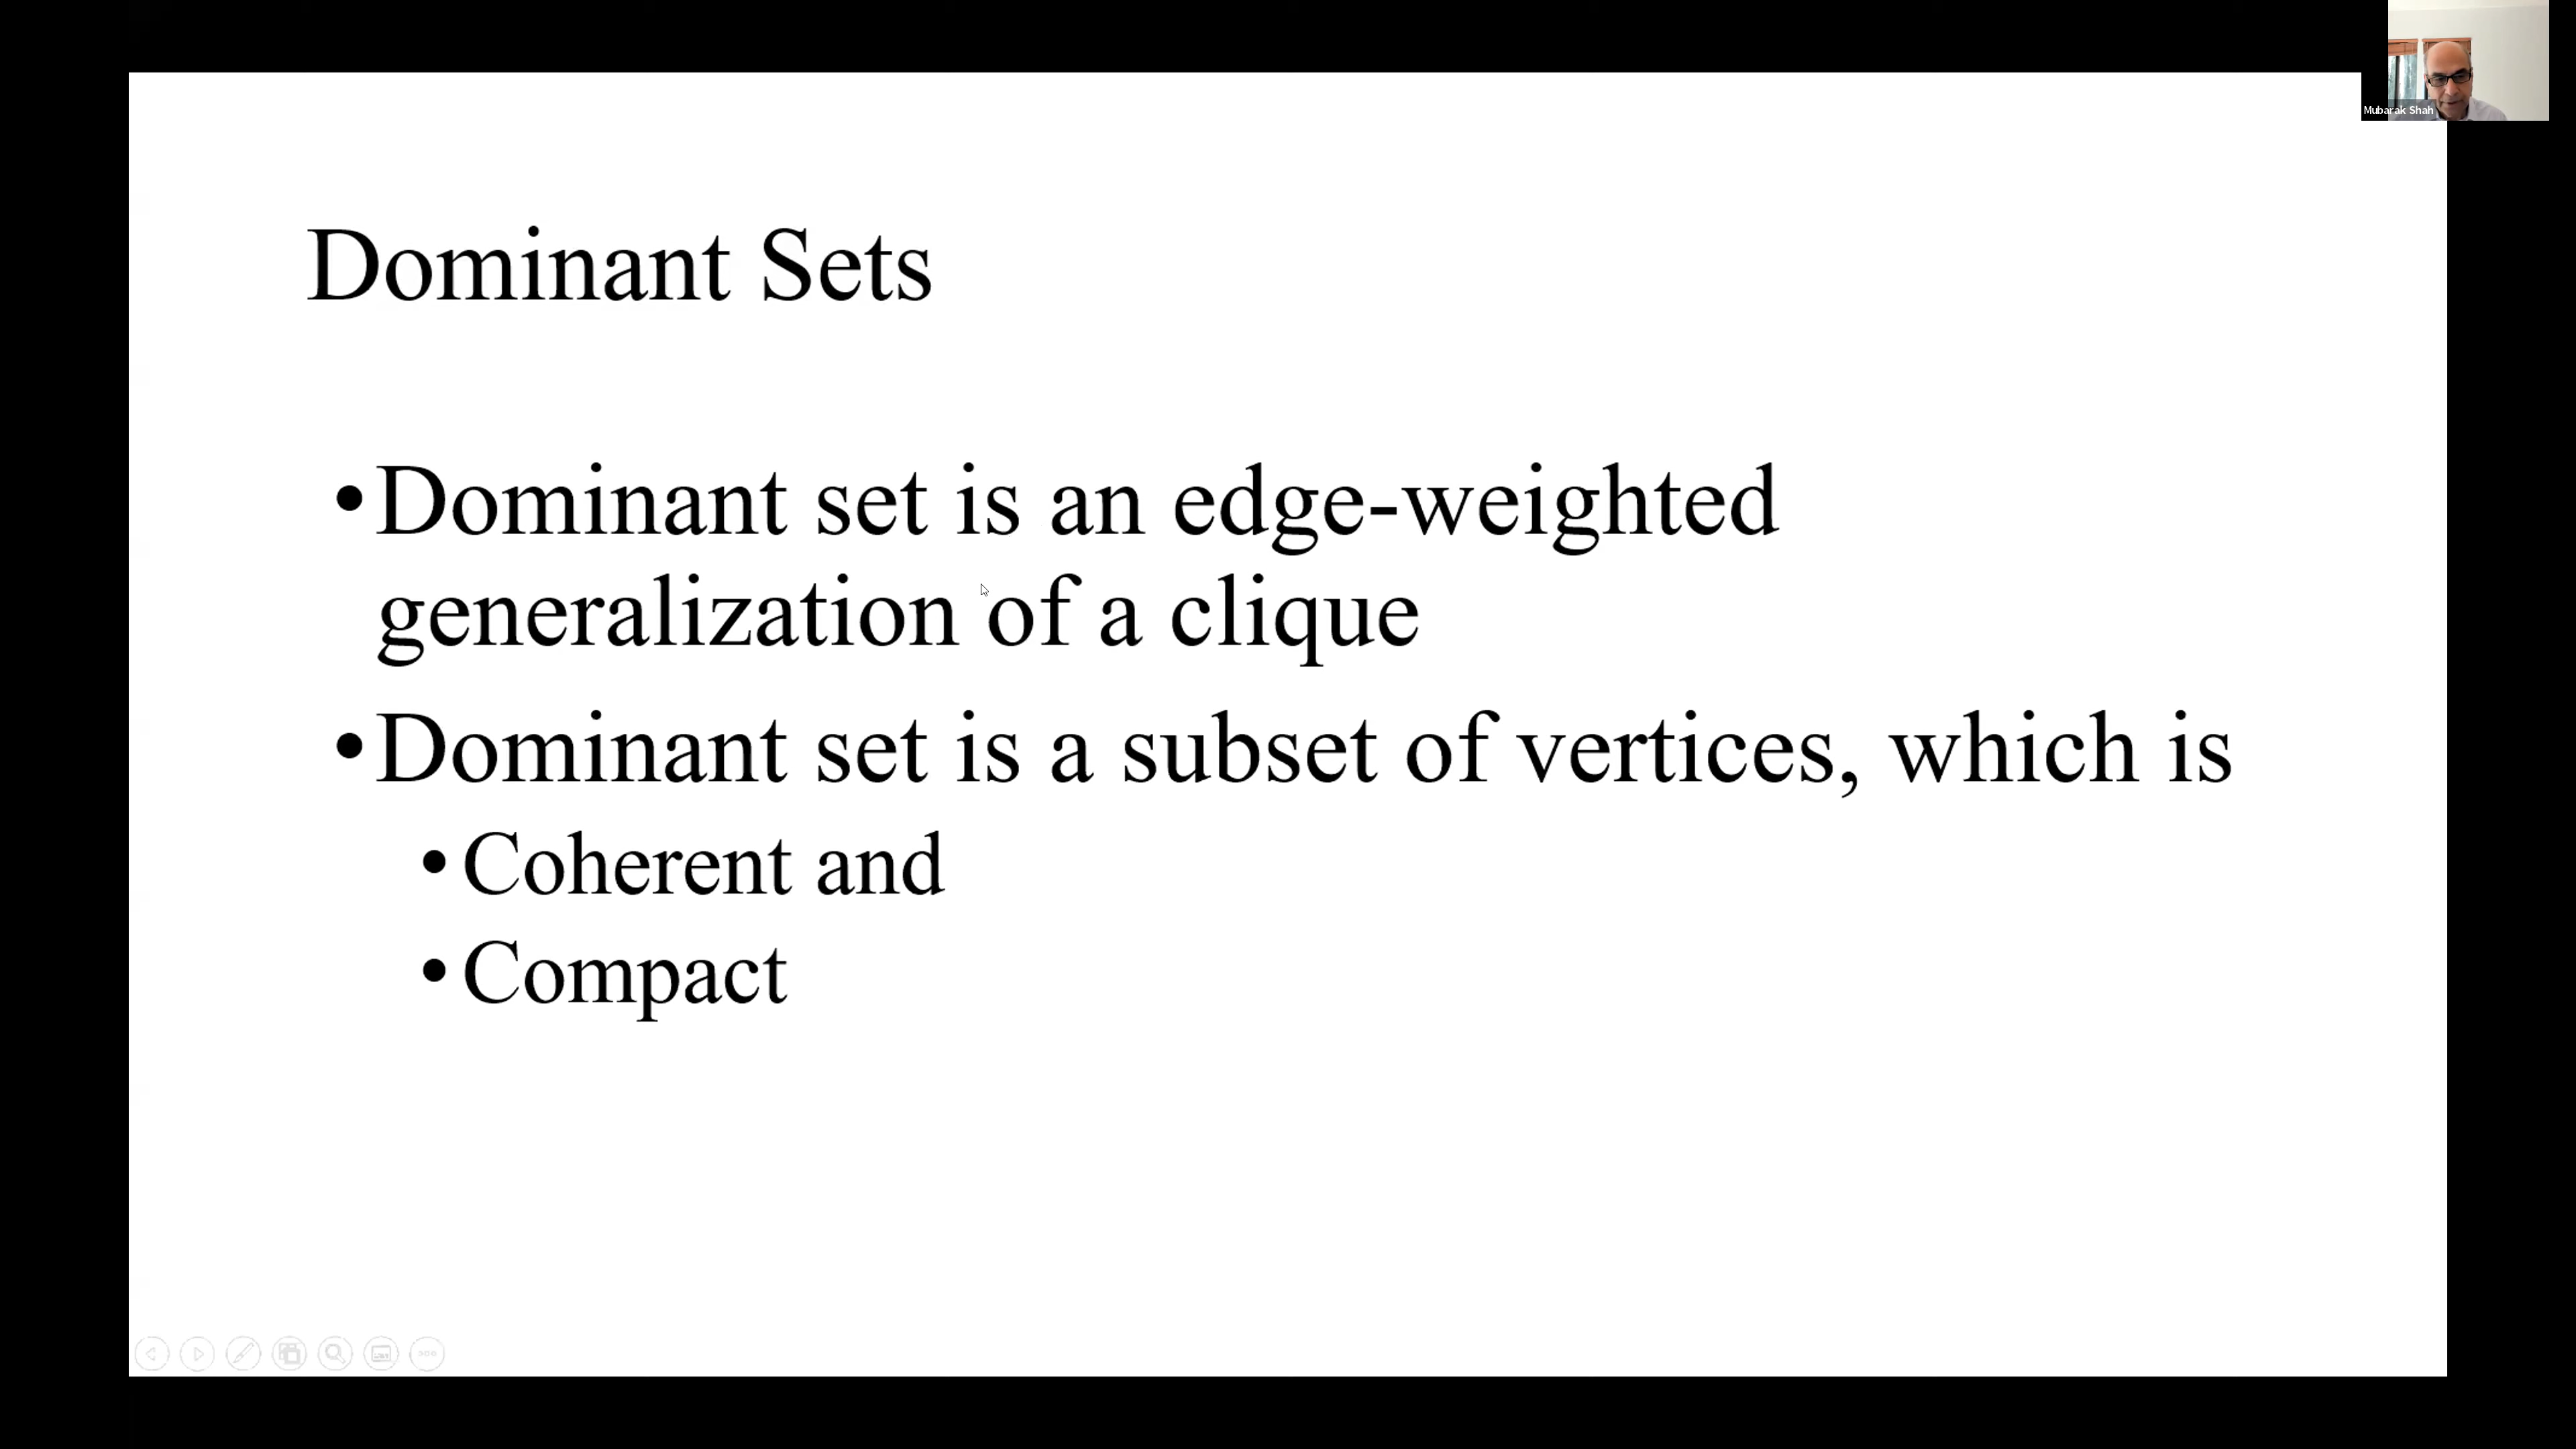 Mubarak Shah
Dominant Sets
•Dominant set is an edge-weighted
generalization of a clique
•Dominant set is a subset of vertices, which is
•Coherent and
•Compact